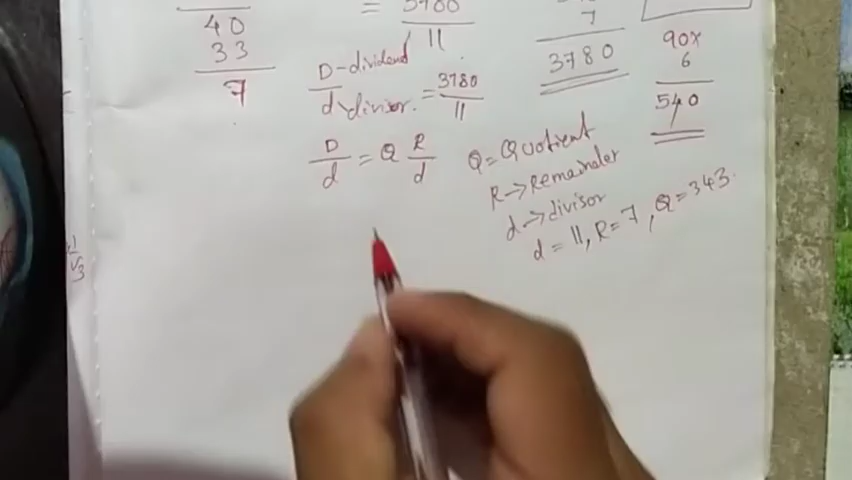 40
33
7
= 3780
11
D-dividend
d→divisor. = 3780
11
D/d = Q R/d
7
3780
90×
6
540
Q = Quotient
R → Remainder
d → divisor
d = 11, R = 7, Q = 343.